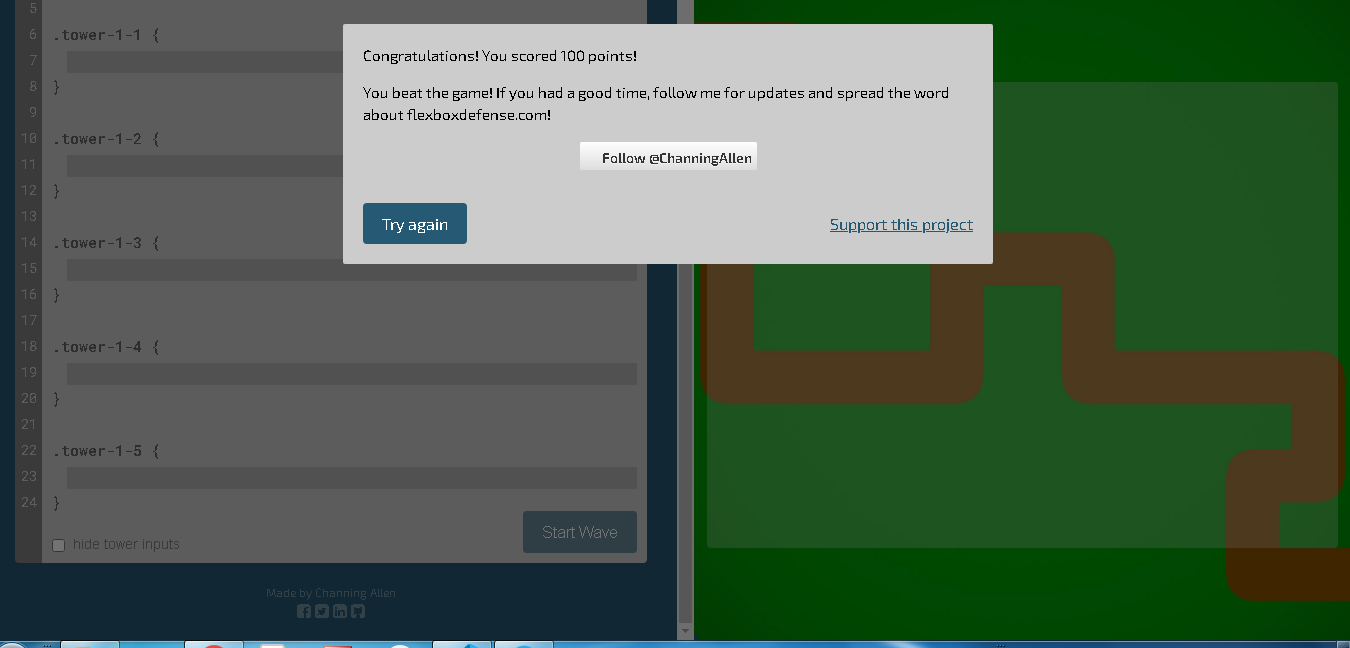 Congratulations! You scored 100 points!
You beat the game! If you had a good time, follow me for updates and spread the word
about flexboxdefense.com!
Follow @ChanningAllen
Try again
Support this project
5
6 .tower-1-1 {
7
8 }
9
10 .tower-1-2 {
11
12 }
13
14 .tower-1-3 {
15
16 }
17
18 .tower-1-4 {
19
20 }
21
22 .tower-1-5 {
23
24 }
Start Wave
hide tower inputs
Made by Channing Allen